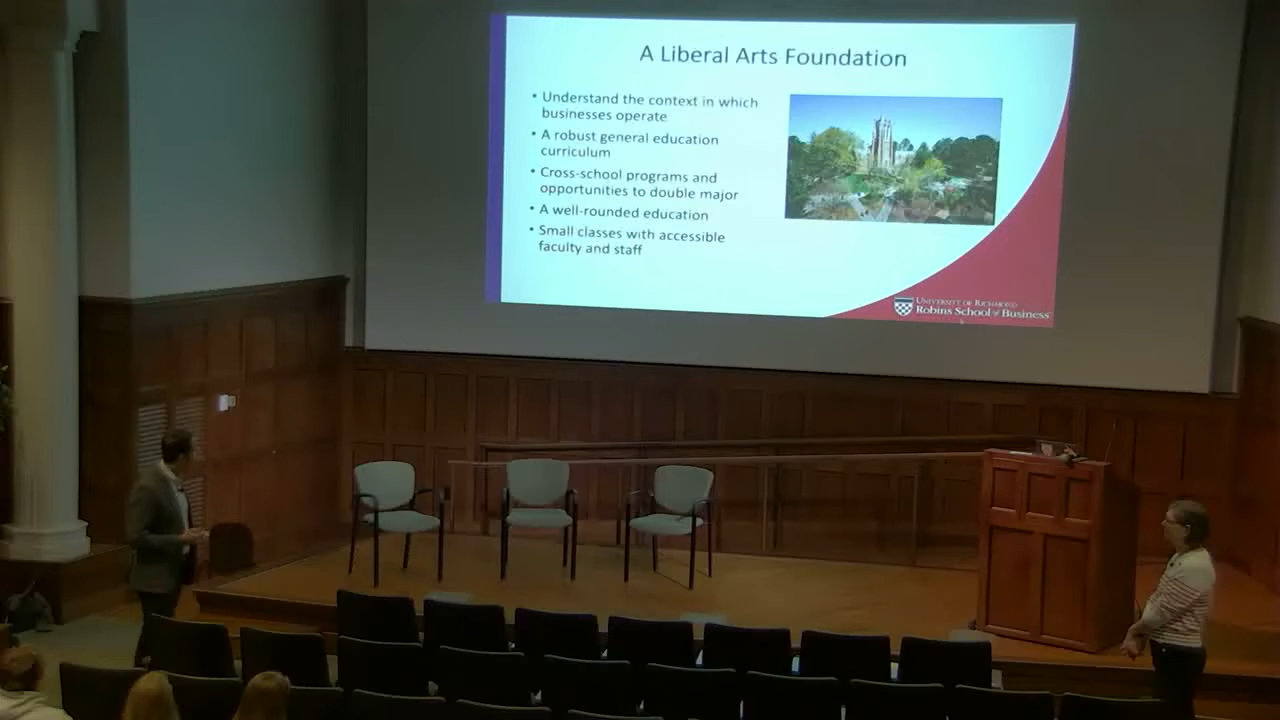 A Liberal Arts Foundation
• Understand the context in which
businesses operate
• A robust general education
curriculum
• Cross-school programs and
opportunities to double major
• A well-rounded education
• Small classes with accessible
faculty and staff
UNIVERSITY OF RICHMOND
Robins School of Business